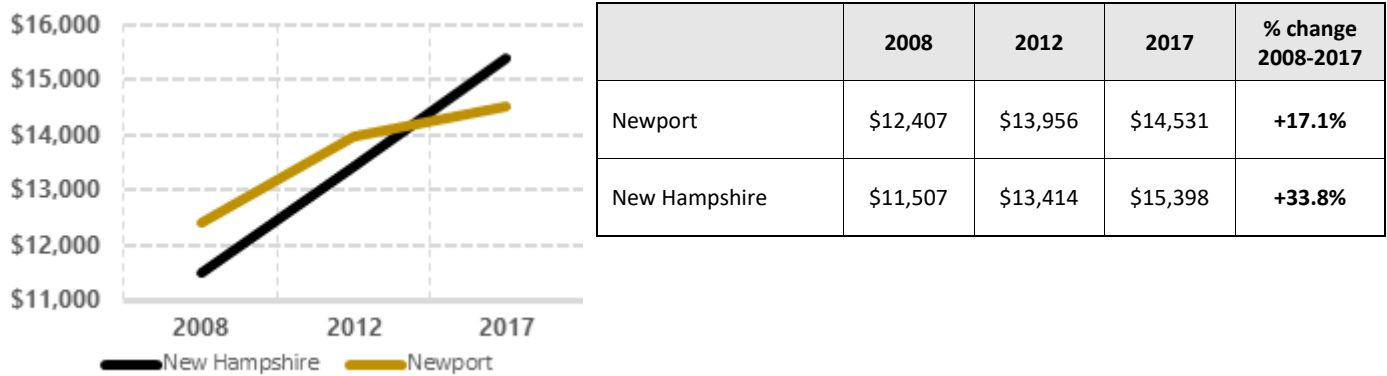 $16,000
$15,000
$14,000
$13,000
$12,000
$11,000
2008 2012 2017
New Hampshire Newport
2008 2012 2017 % change
2008-2017
Newport $12,407 $13,956 $14,531 +17.1%
New Hampshire $11,507 $13,414 $15,398 +33.8%